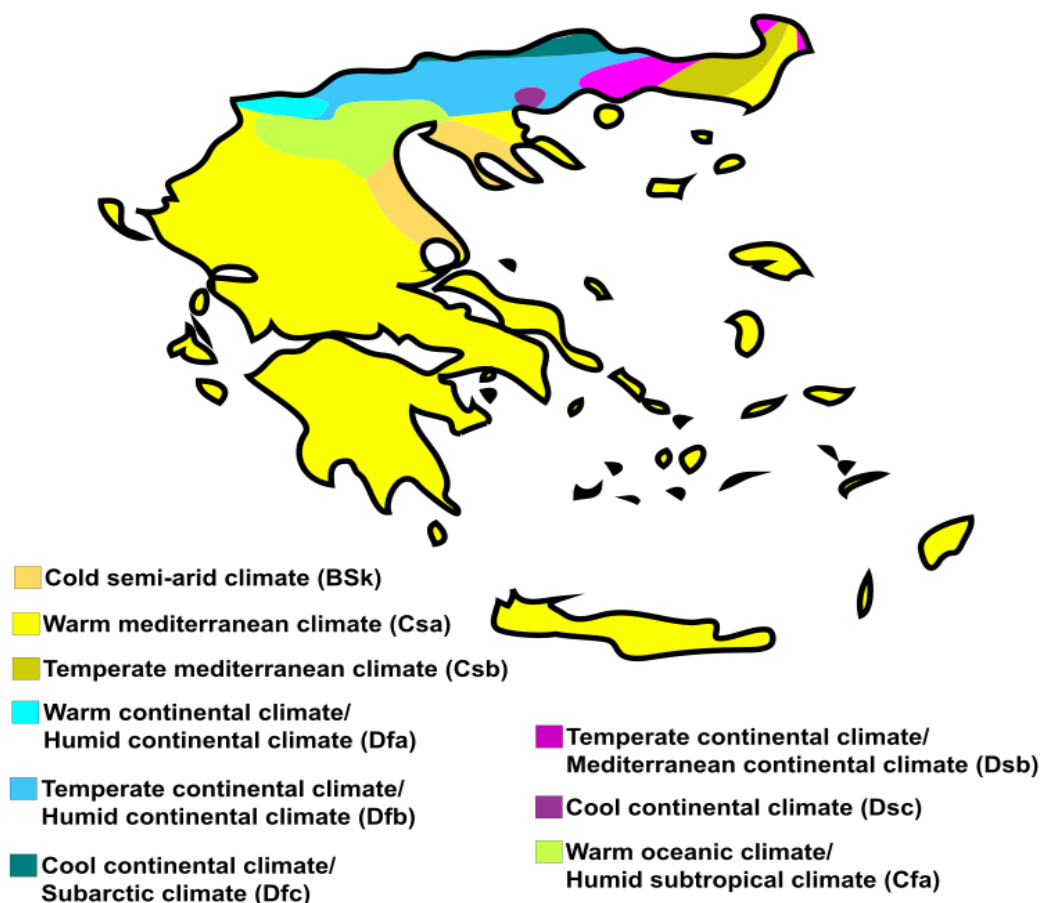 Cold semi-arid climate (BSk)
Warm mediterranean climate (Csa)
Temperate mediterranean climate (Csb)
Warm continental climate/
Humid continental climate (Dfa)
Temperate continental climate/
Humid continental climate (Dfb)
Cool continental climate/
Subarctic climate (Dfc)
Temperate continental climate/
Mediterranean continental climate (Dsb)
Cool continental climate (Dsc)
Warm oceanic climate/
Humid subtropical climate (Cfa)